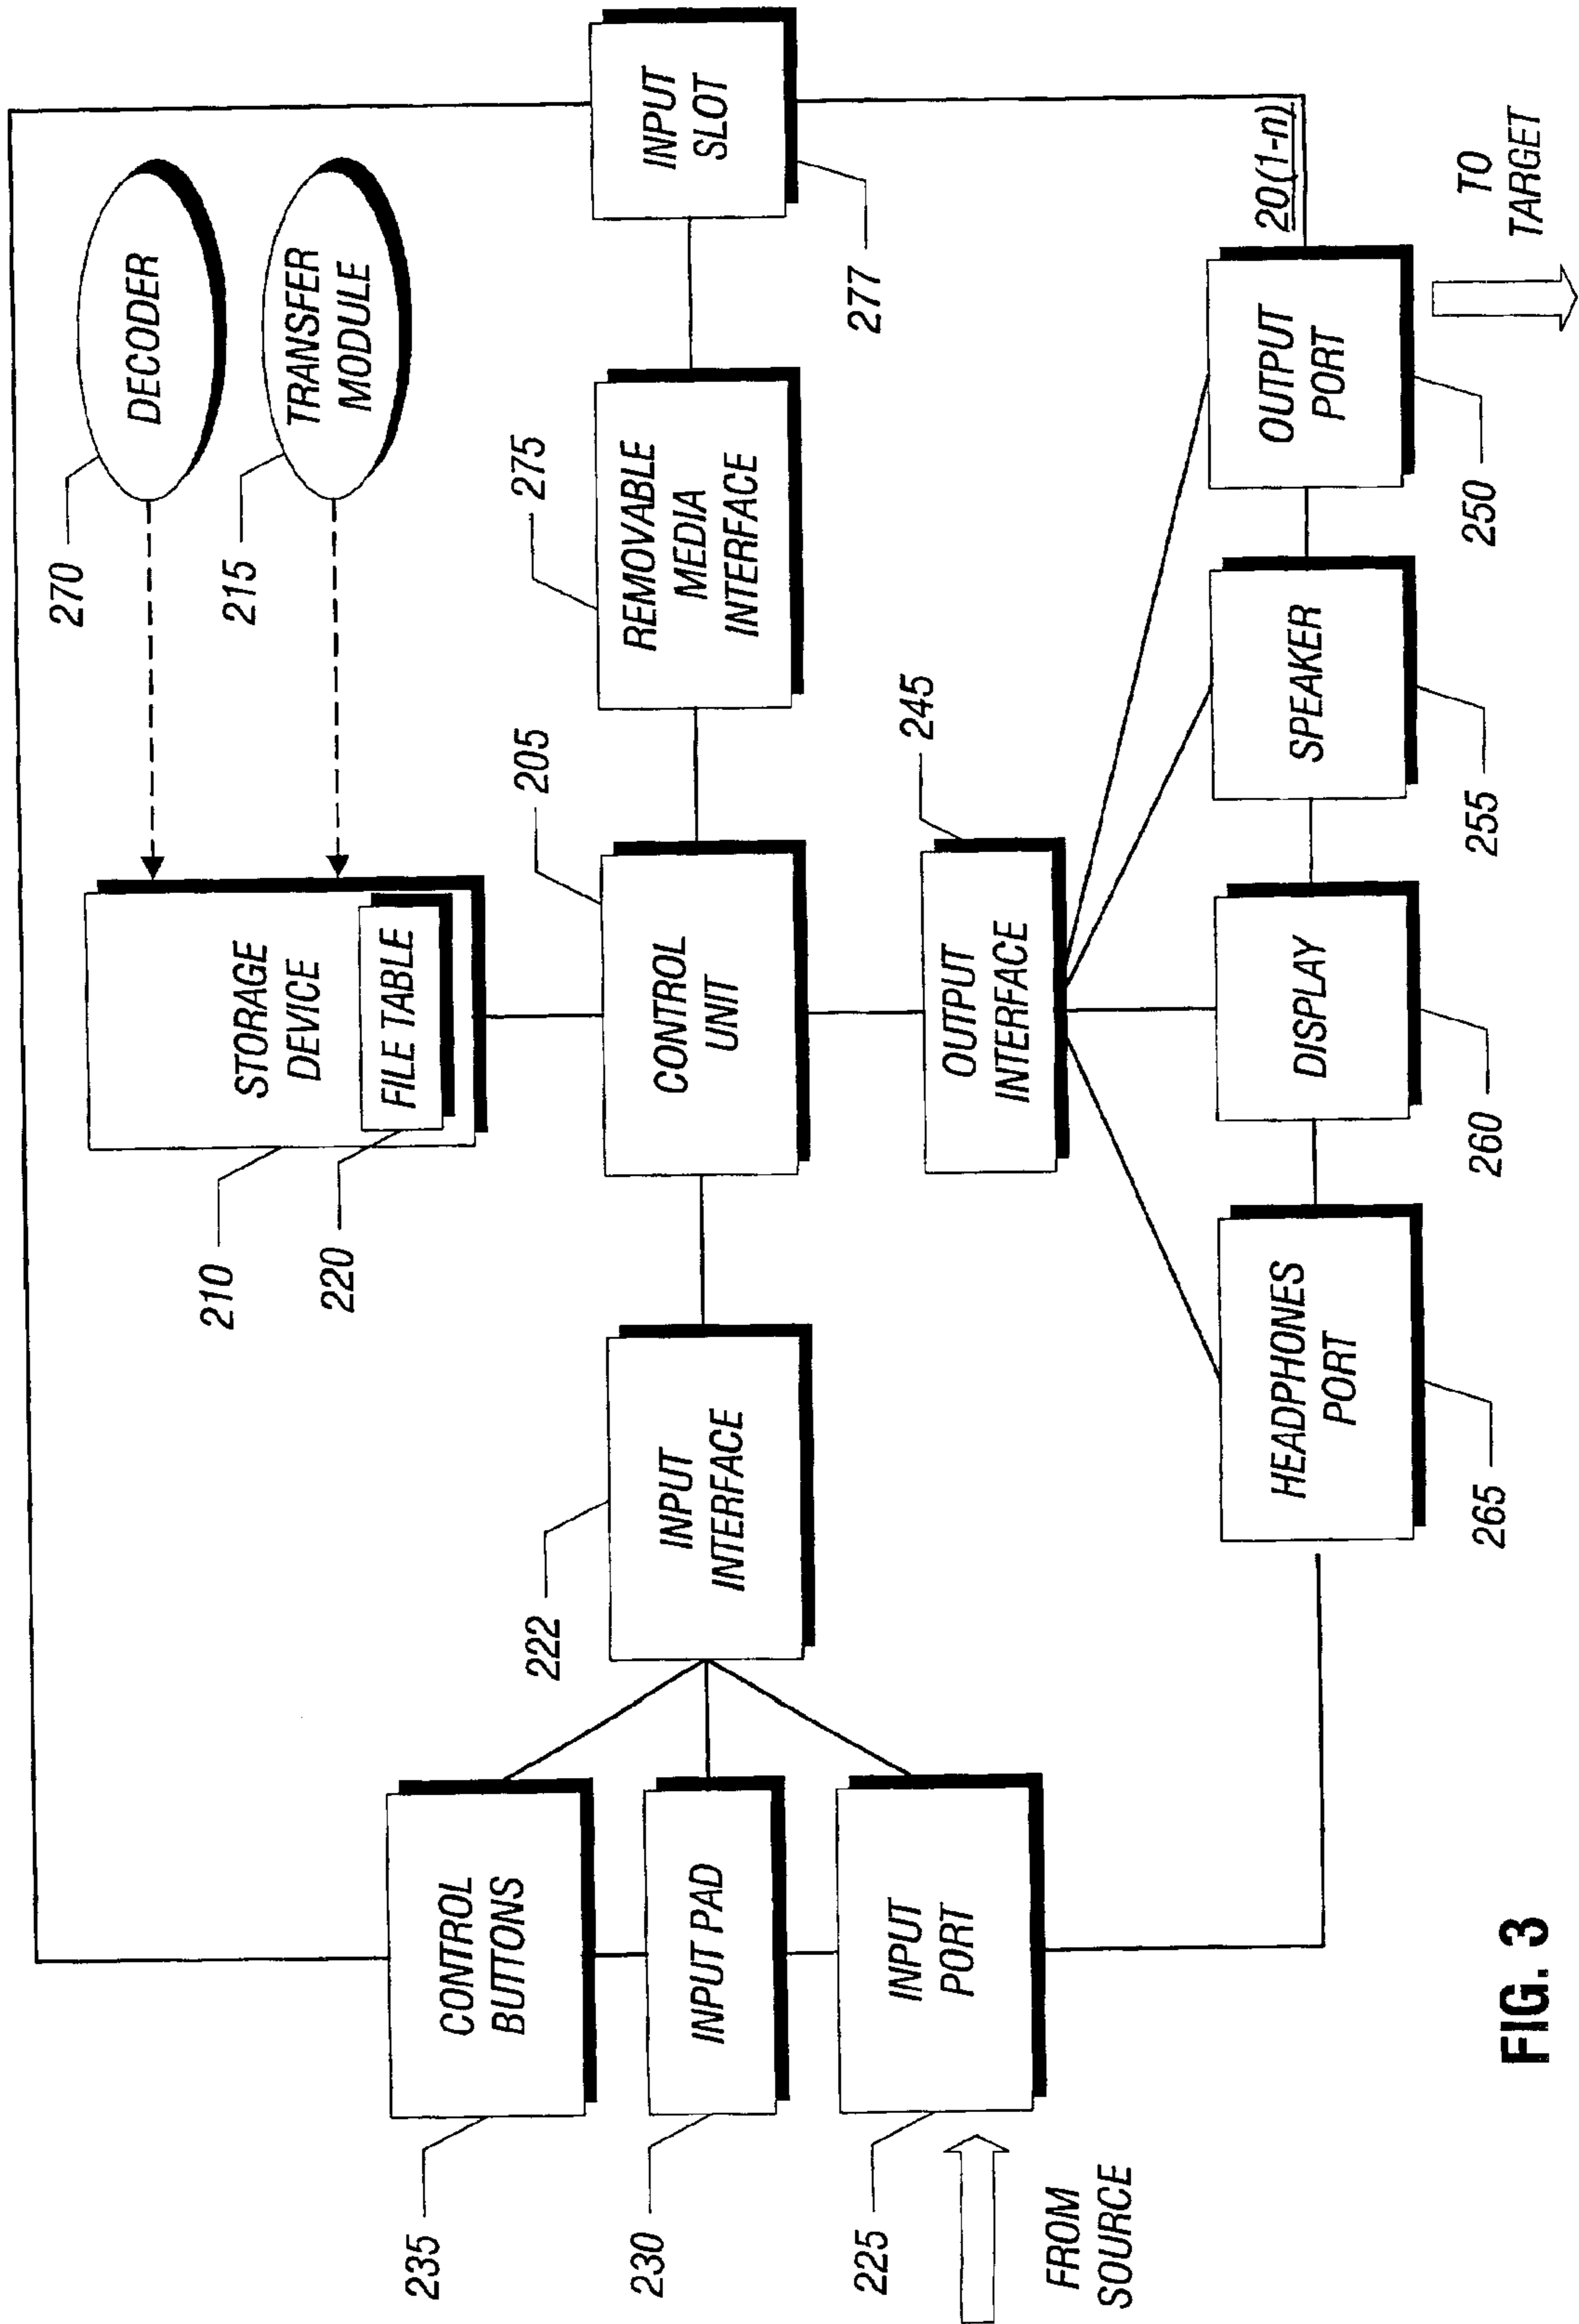 270
DECODER
215
TRANSFER
MODULE
210
STORAGE
DEVICE
220
FILE TABLE
235
CONTROL
BUTTONS
230
INPUT PAD
225
INPUT
PORT
FROM
SOURCE
222
INPUT
INTERFACE
205
CONTROL
UNIT
275
REMOVABLE
MEDIA
INTERFACE
INPUT
SLOT
277
245
OUTPUT
INTERFACE
20(1-n)
HEADPHONES
PORT
265
DISPLAY
260
SPEAKER
255
OUTPUT
PORT
250
TO
TARGET
FIG. 3